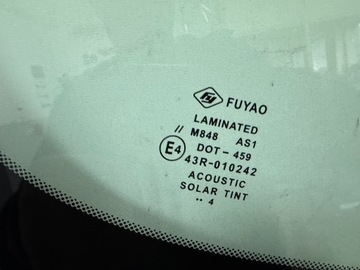 FUYAO
LAMINATED
// M848 AS1
DOT - 459
E4 43R-010242
ACOUSTIC
SOLAR TINT
·· 4